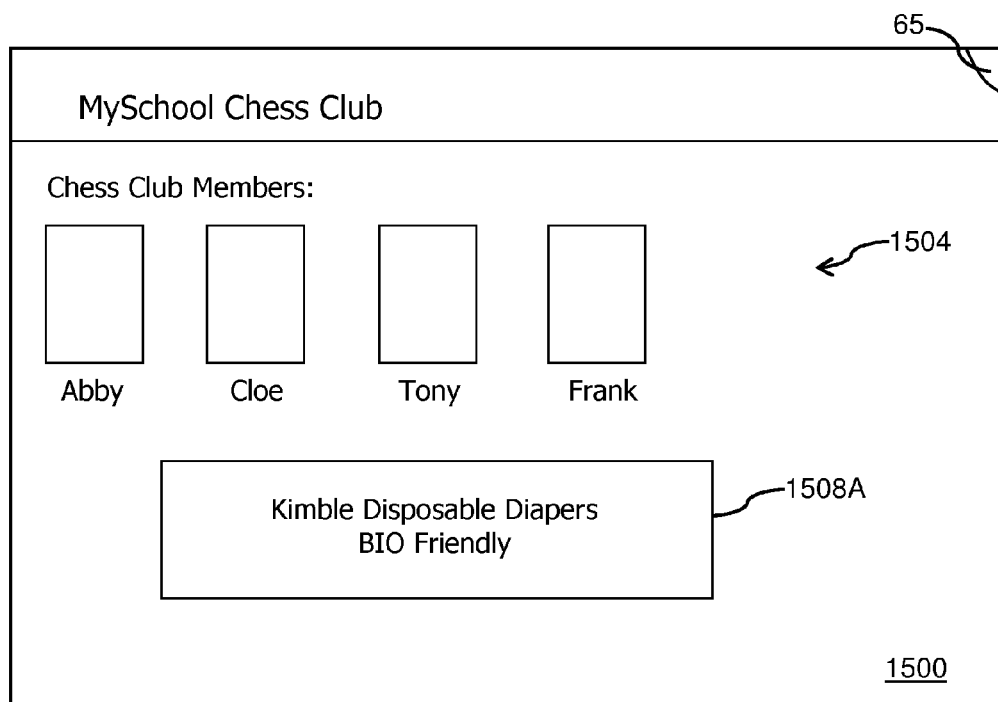 65
MySchool Chess Club
Chess Club Members:
1504
Abby Cloe Tony Frank
Kimble Disposable Diapers
BIO Friendly
1508A
1500